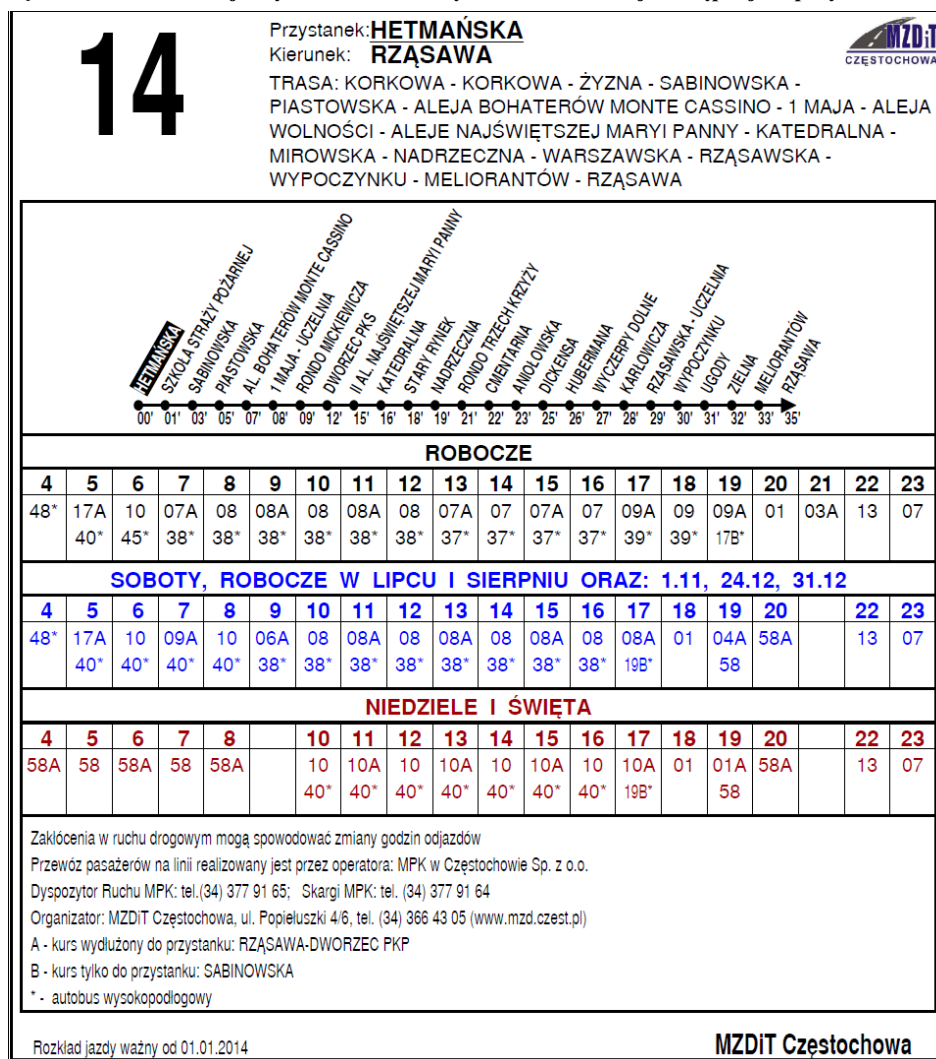 14
Przystanek: HETMAŃSKA
Kierunek: RZĄSAWA
MZDiT
CZĘSTOCHOWA
TRASA: KORKOWA - KORKOWA - ŻYZNA - SABINOWSKA -
PIASTOWSKA - ALEJA BOHATERÓW MONTE CASSINO - 1 MAJA - ALEJA
WOLNOŚCI - ALEJE NAJŚWIĘTSZEJ MARYI PANNY - KATEDRALNA -
MIROWSKA - NADRZECZNA - WARSZAWSKA - RZĄSAWSKA -
WYPOCZYNKU - MELIORANTÓW - RZĄSAWA
HETMAŃSKA
SZKOŁA STRAŻY POŻARNEJ
SABINOWSKA
PIASTOWSKA
AL. BOHATERÓW MONTE CASSINO
1 MAJA - UCZELNIA
RONDO MICKIEWICZA
DWORZEC PKS
II AL. NAJŚWIĘTSZEJ MARYI PANNY
KATEDRALNA
STARY RYNEK
NADRZECZNA
RONDO TRZECH KRZYŻY
CMENTARNA
ANIOŁOWSKA
DICKENSA
HUBERMANA
WYCZERPY DOLNE
KARŁOWICZA
RZĄSAWSKA - UCZELNIA
WYPOCZYNKU
UGODY
ZIELNA
MELIORANTÓW
RZĄSAWA
00' 01' 03' 05' 07' 08' 09' 12' 15' 16' 18' 19' 21' 22' 23' 25' 26' 27' 28' 29' 30' 31' 32' 33' 35'
ROBOCZE
4 5 6 7 8 9 10 11 12 13 14 15 16 17 18 19 20 21 22 23
48* 17A 10 07A 08 08A 08 08A 08 07A 07 07A 07 09A 09 09A 01 03A 13 07
40* 45* 38* 38* 38* 38* 38* 38* 37* 37* 37* 37* 39* 39* 17B*
SOBOTY, ROBOCZE W LIPCU I SIERPNIU ORAZ: 1.11, 24.12, 31.12
4 5 6 7 8 9 10 11 12 13 14 15 16 17 18 19 20 22 23
48* 17A 10 09A 10 06A 08 08A 08 08A 08 08A 08 08A 01 04A 58A 13 07
40* 40* 40* 40* 38* 38* 38* 38* 38* 38* 38* 38* 19B* 58
NIEDZIELE I ŚWIĘTA
4 5 6 7 8 10 11 12 13 14 15 16 17 18 19 20 22 23
58A 58 58A 58 58A 10 10A 10 10A 10 10A 10 10A 01 01A 58A 13 07
40* 40* 40* 40* 40* 40* 40* 19B* 58
Zakłócenia w ruchu drogowym mogą spowodować zmiany godzin odjazdów
Przewóz pasażerów na linii realizowany jest przez operatora: MPK w Częstochowie Sp. z o.o.
Dyspozytor Ruchu MPK: tel.(34) 377 91 65; Skargi MPK: tel. (34) 377 91 64
Organizator: MZDiT Częstochowa, ul. Popiełuszki 4/6, tel. (34) 366 43 05 (www.mzd.czest.pl)
A - kurs wydłużony do przystanku: RZĄSAWA-DWORZEC PKP
B - kurs tylko do przystanku: SABINOWSKA
* - autobus wysokopodłogowy
Rozkład jazdy ważny od 01.01.2014
MZDiT Częstochowa